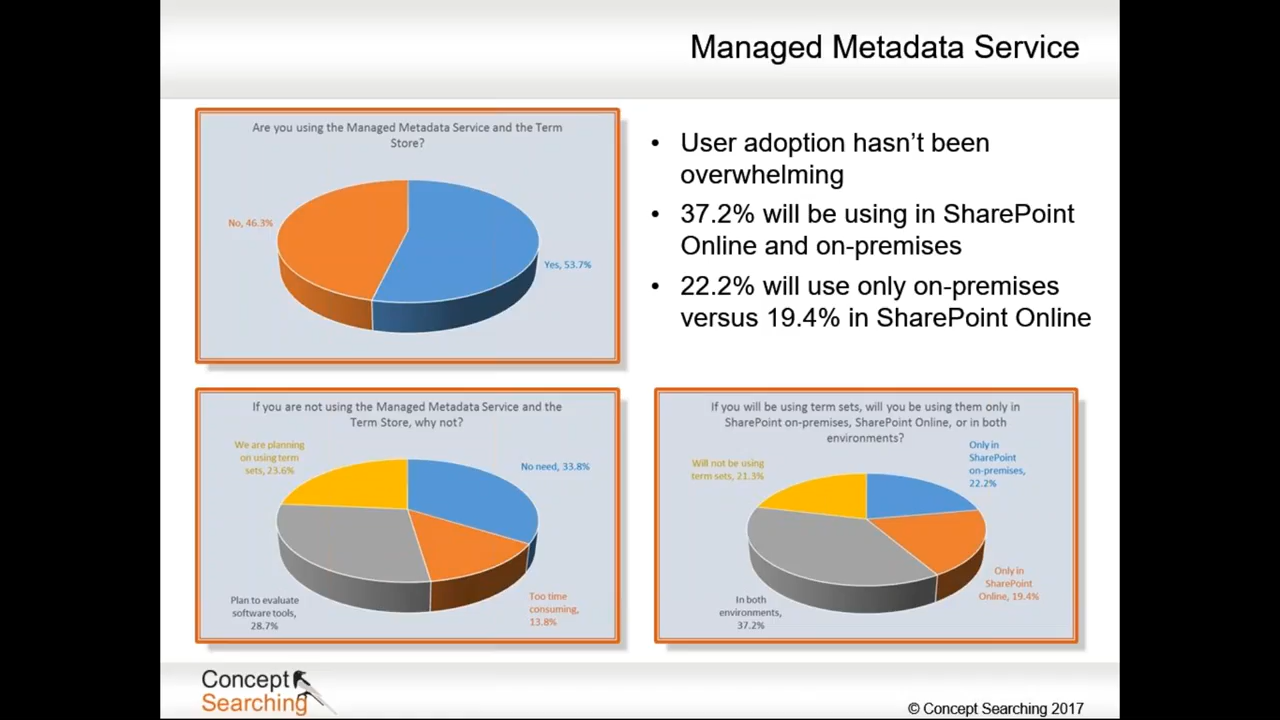 Managed Metadata Service
Are you using the Managed Metadata Service and the Term
Store?
No, 46.3%
Yes, 53.7%
• User adoption hasn’t been
overwhelming
• 37.2% will be using in SharePoint
Online and on-premises
• 22.2% will use only on-premises
versus 19.4% in SharePoint Online
If you are not using the Managed Metadata Service and the
Term Store, why not?
We are planning
on using term
sets, 23.6%
No need, 33.8%
Plan to evaluate
software tools,
28.7%
Too time
consuming,
13.8%
If you will be using term sets, will you be using them only in
SharePoint on-premises, SharePoint Online, or in both
environments?
Will not be using
term sets, 21.3%
Only in
SharePoint
on-premises,
22.2%
Only in
SharePoint
Online, 19.4%
In both
environments,
37.2%
Concept
Searching
© Concept Searching 2017